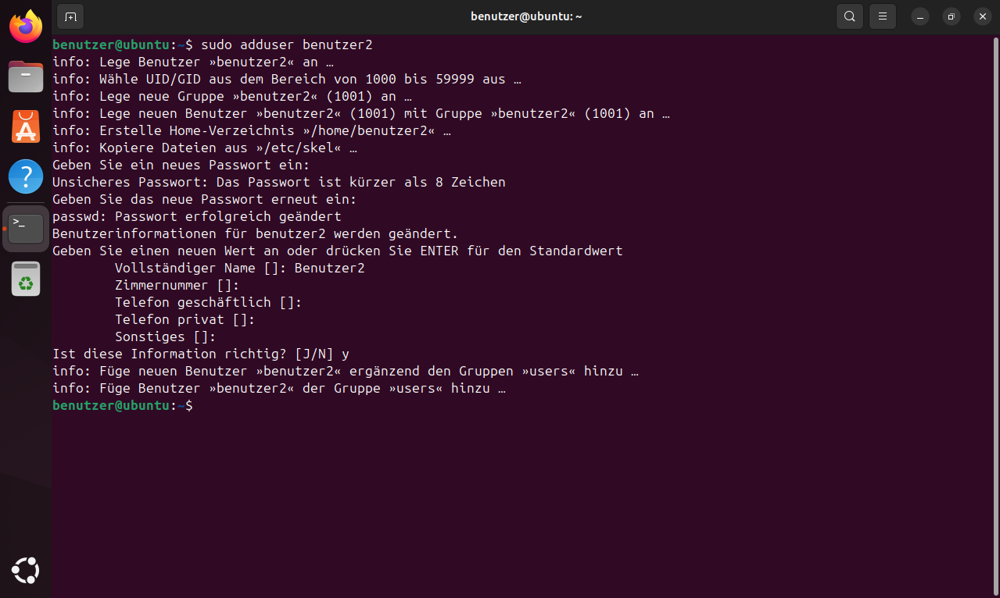 benutzer@ubuntu: ~
benutzer@ubuntu:~$ sudo adduser benutzer2
info: Lege Benutzer »benutzer2« an …
info: Wähle UID/GID aus dem Bereich von 1000 bis 59999 aus …
info: Lege neue Gruppe »benutzer2« (1001) an …
info: Lege neuen Benutzer »benutzer2« (1001) mit Gruppe »benutzer2« (1001) an …
info: Erstelle Home-Verzeichnis »/home/benutzer2« …
info: Kopiere Dateien aus »/etc/skel« …
Geben Sie ein neues Passwort ein:
Unsicheres Passwort: Das Passwort ist kürzer als 8 Zeichen
Geben Sie das neue Passwort erneut ein:
passwd: Passwort erfolgreich geändert
Benutzerinformationen für benutzer2 werden geändert.
Geben Sie einen neuen Wert an oder drücken Sie ENTER für den Standardwert
Vollständiger Name []: Benutzer2
Zimmernummer []:
Telefon geschäftlich []:
Telefon privat []:
Sonstiges []:
Ist diese Information richtig? [J/N] y
info: Füge neuen Benutzer »benutzer2« ergänzend den Gruppen »users« hinzu …
info: Füge Benutzer »benutzer2« der Gruppe »users« hinzu …
benutzer@ubuntu:~$